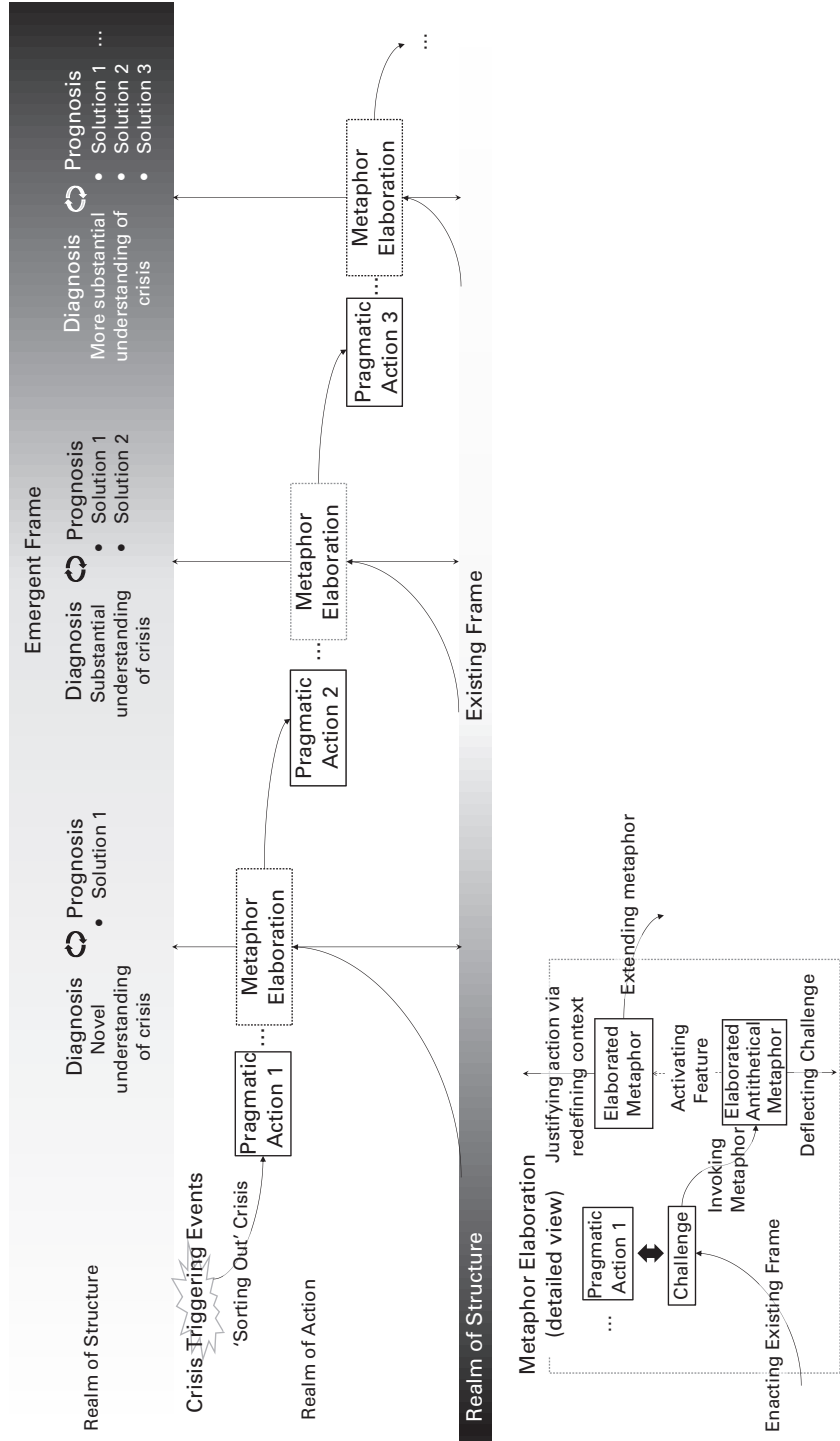 Emergent Frame
Realm of Structure
Diagnosis
Novel
understanding
of crisis
Prognosis
• Solution 1
Diagnosis
Substantial
understanding
of crisis
Prognosis
• Solution 1
• Solution 2
Diagnosis
More substantial
understanding of
crisis
Prognosis
• Solution 1
• Solution 2
• Solution 3
...
Crisis Triggering Events
'Sorting Out' Crisis
Realm of Action
Pragmatic
Action 1
...
Metaphor
Elaboration
Pragmatic
Action 2
...
Metaphor
Elaboration
Pragmatic
Action 3
...
Metaphor
Elaboration
...
Realm of Structure
Existing Frame
Metaphor Elaboration
(detailed view)
...
Pragmatic
Action 1
Challenge
Enacting Existing Frame
Invoking
Metaphor
Justifying action via
redefining context
Elaborated
Metaphor
Extending metaphor
Activating
Feature
Elaborated
Antithetical
Metaphor
Deflecting Challenge